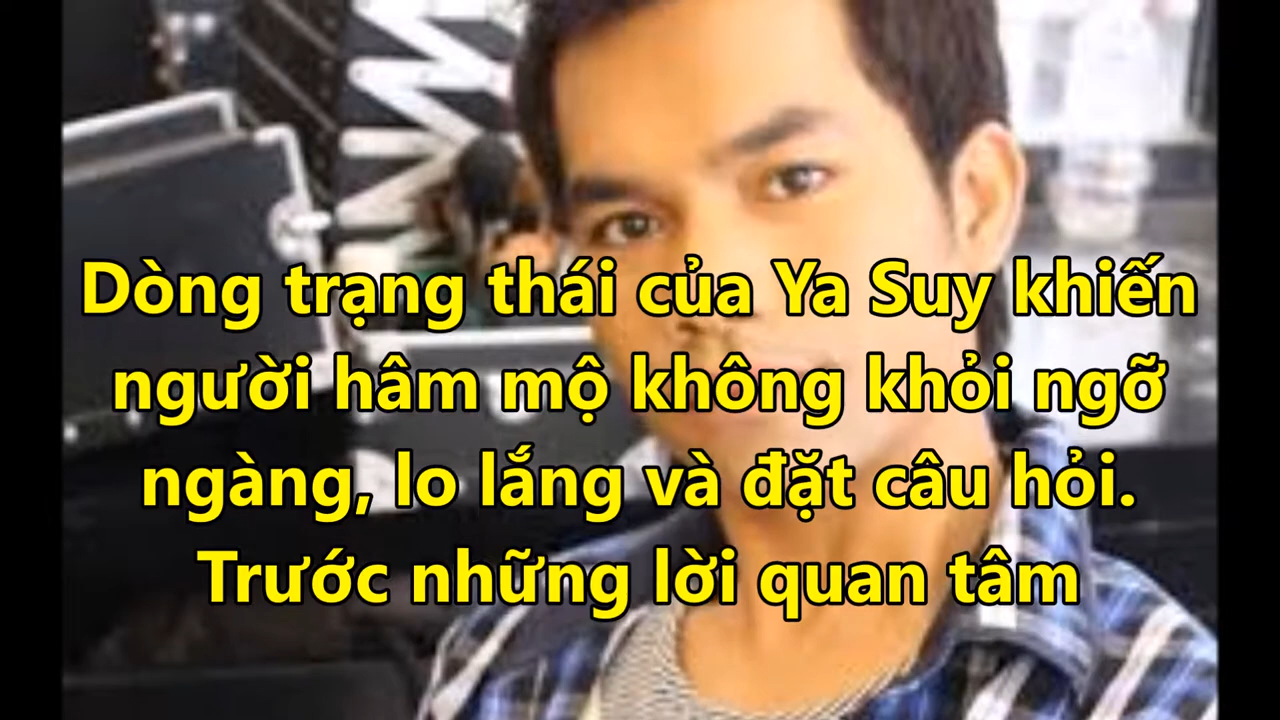 Dòng trạng thái của Ya Suy khiến
người hâm mộ không khỏi ngỡ
ngàng, lo lắng và đặt câu hỏi.
Trước những lời quan tâm